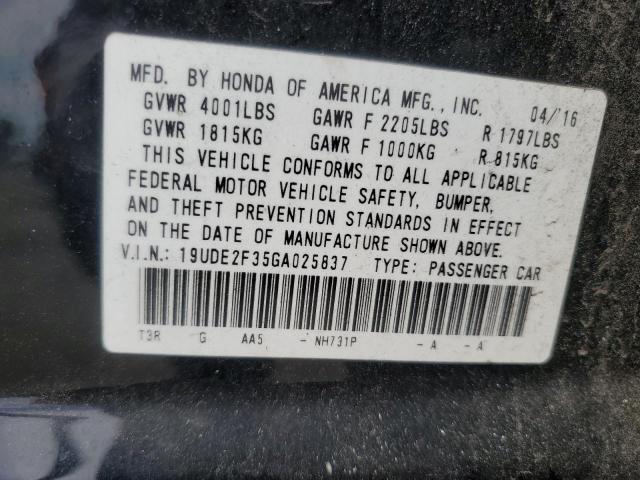 MFD. BY HONDA OF AMERICA MFG., INC. 04/16
GVWR 4001LBS GAWR F 2205LBS R 1797LBS
GVWR 1815KG GAWR F 1000KG R 815KG
THIS VEHICLE CONFORMS TO ALL APPLICABLE
FEDERAL MOTOR VEHICLE SAFETY, BUMPER,
AND THEFT PREVENTION STANDARDS IN EFFECT
ON THE DATE OF MANUFACTURE SHOWN ABOVE.
V.I.N.: 19UDE2F35GA025837 TYPE: PASSENGER CAR
T3R G AA5 - NH731P - A - A